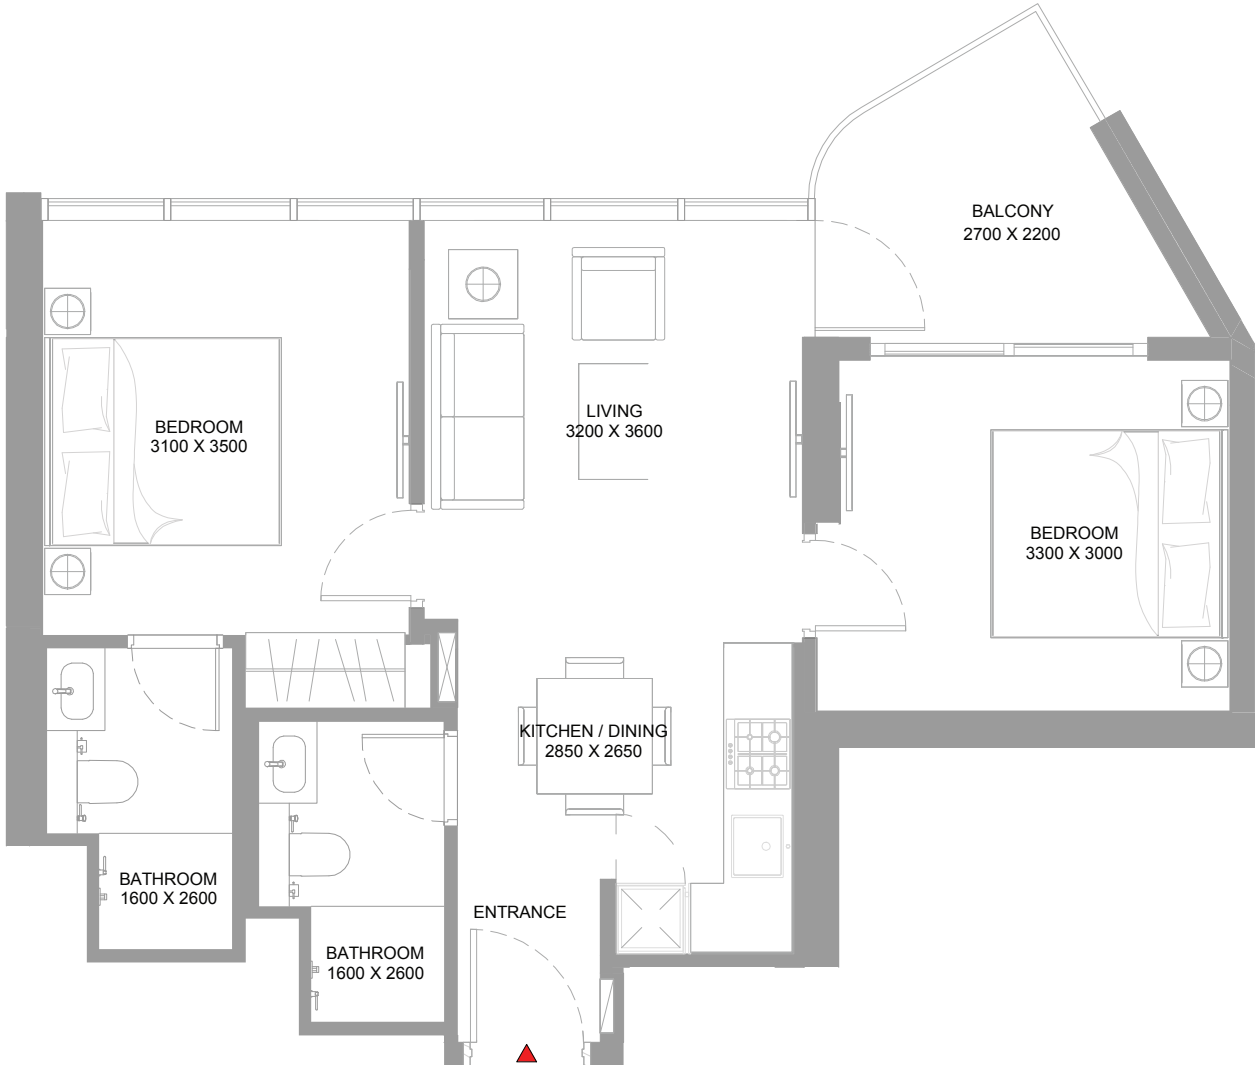 BALCONY
2700 X 2200
LIVING
3200 X 3600
BEDROOM
3100 X 3500
BEDROOM
3300 X 3000
KITCHEN / DINING
2850 X 2650
BATHROOM
1600 X 2600
ENTRANCE
BATHROOM
1600 X 2600